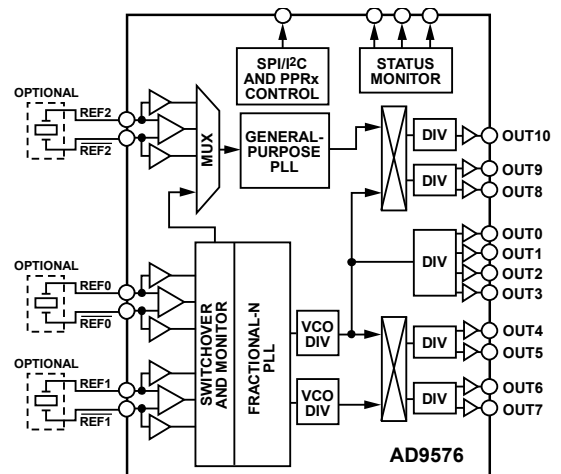 SPI/I2C
AND PPRx
CONTROL
STATUS
MONITOR
OPTIONAL
REF2
REF2
MUX
GENERAL-
PURPOSE
PLL
DIV
OUT10
DIV
OUT9
OUT8
DIV
OUT0
OUT1
OUT2
OUT3
OPTIONAL
REF0
REF0
OPTIONAL
REF1
REF1
SWITCHOVER
AND MONITOR
FRACTIONAL-N
PLL
VCO
DIV
VCO
DIV
DIV
OUT4
OUT5
DIV
OUT6
OUT7
AD9576